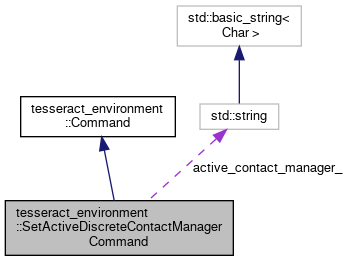 std::basic_string<
Char >
tesseract_environment
::Command
std::string
active_contact_manager_
tesseract_environment
::SetActiveDiscreteContactManager
Command